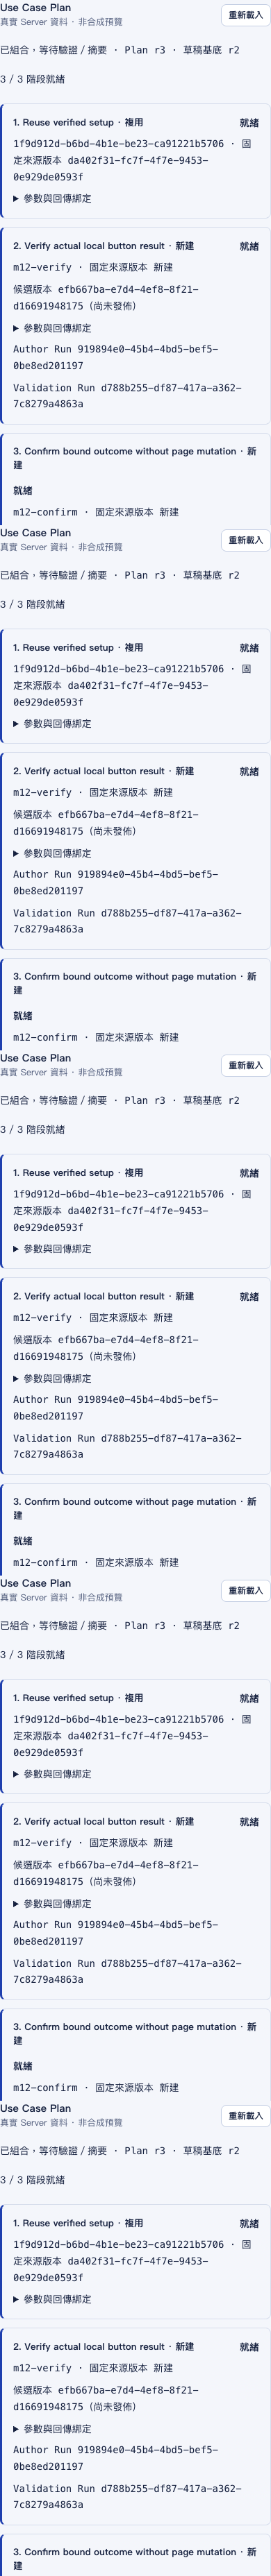 Use Case Plan
重新載入
真實 Server 資料 · 非合成預覽
已組合，等待驗證 / 摘要 · Plan r3 · 草稿基底 r2
3 / 3 階段就緒
1. Reuse verified setup · 複用
就緒
1f9d912d-b6bd-4b1e-be23-ca91221b5706 · 固
定來源版本 da402f31-fc7f-4f7e-9453-
0e929de0593f
▶ 參數與回傳綁定
2. Verify actual local button result · 新建
就緒
m12-verify · 固定來源版本 新建
候選版本 efb667ba-e7d4-4ef8-8f21-
d16691948175（尚未發佈）
▶ 參數與回傳綁定
Author Run 919894e0-45b4-4bd5-bef5-
0be8ed201197
Validation Run d788b255-df87-417a-a362-
7c8279a4863a
3. Confirm bound outcome without page mutation · 新
建
就緒
m12-confirm · 固定來源版本 新建
Use Case Plan
重新載入
真實 Server 資料 · 非合成預覽
已組合，等待驗證 / 摘要 · Plan r3 · 草稿基底 r2
3 / 3 階段就緒
1. Reuse verified setup · 複用
就緒
1f9d912d-b6bd-4b1e-be23-ca91221b5706 · 固
定來源版本 da402f31-fc7f-4f7e-9453-
0e929de0593f
▶ 參數與回傳綁定
2. Verify actual local button result · 新建
就緒
m12-verify · 固定來源版本 新建
候選版本 efb667ba-e7d4-4ef8-8f21-
d16691948175（尚未發佈）
▶ 參數與回傳綁定
Author Run 919894e0-45b4-4bd5-bef5-
0be8ed201197
Validation Run d788b255-df87-417a-a362-
7c8279a4863a
3. Confirm bound outcome without page mutation · 新
建
就緒
m12-confirm · 固定來源版本 新建
Use Case Plan
重新載入
真實 Server 資料 · 非合成預覽
已組合，等待驗證 / 摘要 · Plan r3 · 草稿基底 r2
3 / 3 階段就緒
1. Reuse verified setup · 複用
就緒
1f9d912d-b6bd-4b1e-be23-ca91221b5706 · 固
定來源版本 da402f31-fc7f-4f7e-9453-
0e929de0593f
▶ 參數與回傳綁定
2. Verify actual local button result · 新建
就緒
m12-verify · 固定來源版本 新建
候選版本 efb667ba-e7d4-4ef8-8f21-
d16691948175（尚未發佈）
▶ 參數與回傳綁定
Author Run 919894e0-45b4-4bd5-bef5-
0be8ed201197
Validation Run d788b255-df87-417a-a362-
7c8279a4863a
3. Confirm bound outcome without page mutation · 新
建
就緒
m12-confirm · 固定來源版本 新建
Use Case Plan
重新載入
真實 Server 資料 · 非合成預覽
已組合，等待驗證 / 摘要 · Plan r3 · 草稿基底 r2
3 / 3 階段就緒
1. Reuse verified setup · 複用
就緒
1f9d912d-b6bd-4b1e-be23-ca91221b5706 · 固
定來源版本 da402f31-fc7f-4f7e-9453-
0e929de0593f
▶ 參數與回傳綁定
2. Verify actual local button result · 新建
就緒
m12-verify · 固定來源版本 新建
候選版本 efb667ba-e7d4-4ef8-8f21-
d16691948175（尚未發佈）
▶ 參數與回傳綁定
Author Run 919894e0-45b4-4bd5-bef5-
0be8ed201197
Validation Run d788b255-df87-417a-a362-
7c8279a4863a
3. Confirm bound outcome without page mutation · 新
建
就緒
m12-confirm · 固定來源版本 新建
Use Case Plan
重新載入
真實 Server 資料 · 非合成預覽
已組合，等待驗證 / 摘要 · Plan r3 · 草稿基底 r2
3 / 3 階段就緒
1. Reuse verified setup · 複用
就緒
1f9d912d-b6bd-4b1e-be23-ca91221b5706 · 固
定來源版本 da402f31-fc7f-4f7e-9453-
0e929de0593f
▶ 參數與回傳綁定
2. Verify actual local button result · 新建
就緒
m12-verify · 固定來源版本 新建
候選版本 efb667ba-e7d4-4ef8-8f21-
d16691948175（尚未發佈）
▶ 參數與回傳綁定
Author Run 919894e0-45b4-4bd5-bef5-
0be8ed201197
Validation Run d788b255-df87-417a-a362-
7c8279a4863a
3. Confirm bound outcome without page mutation · 新
建